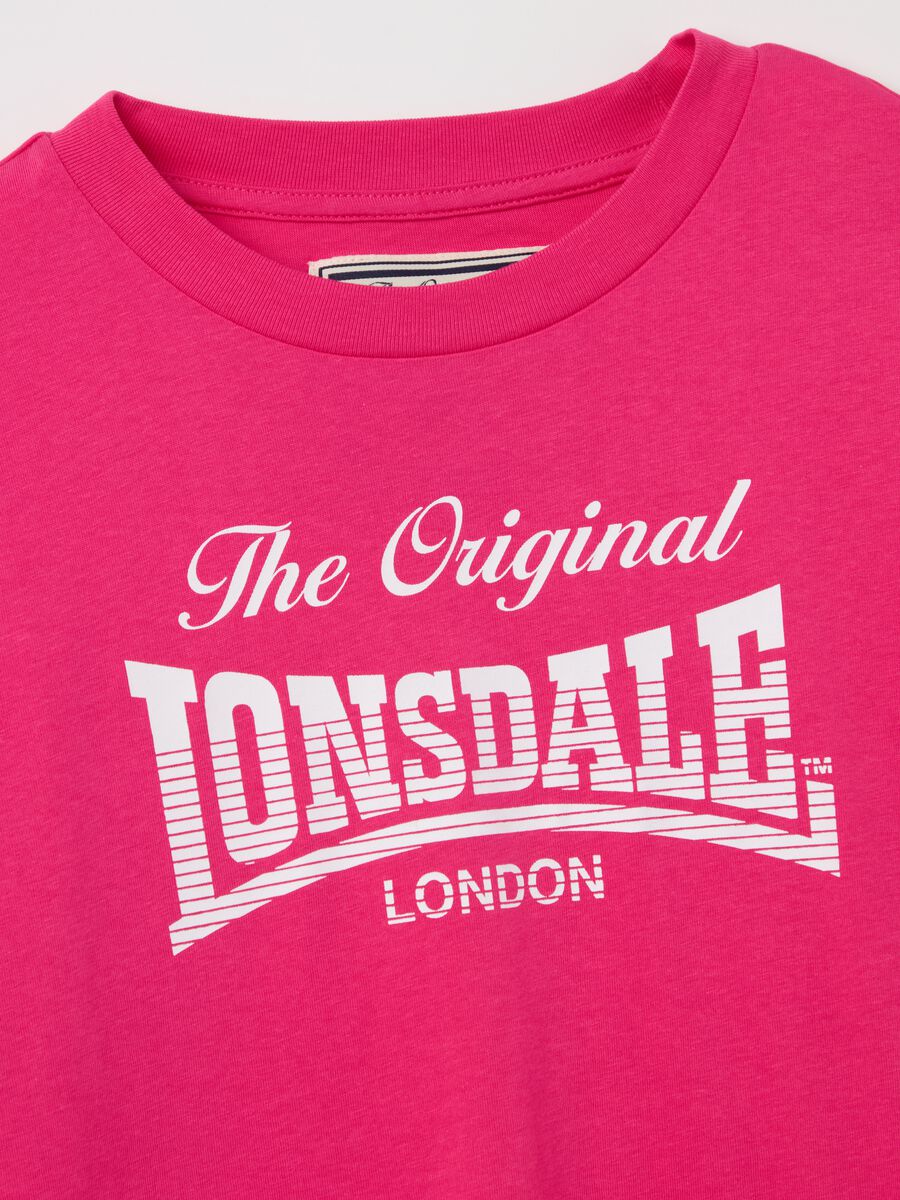 The Original
LONSDALE
TM
LONDON